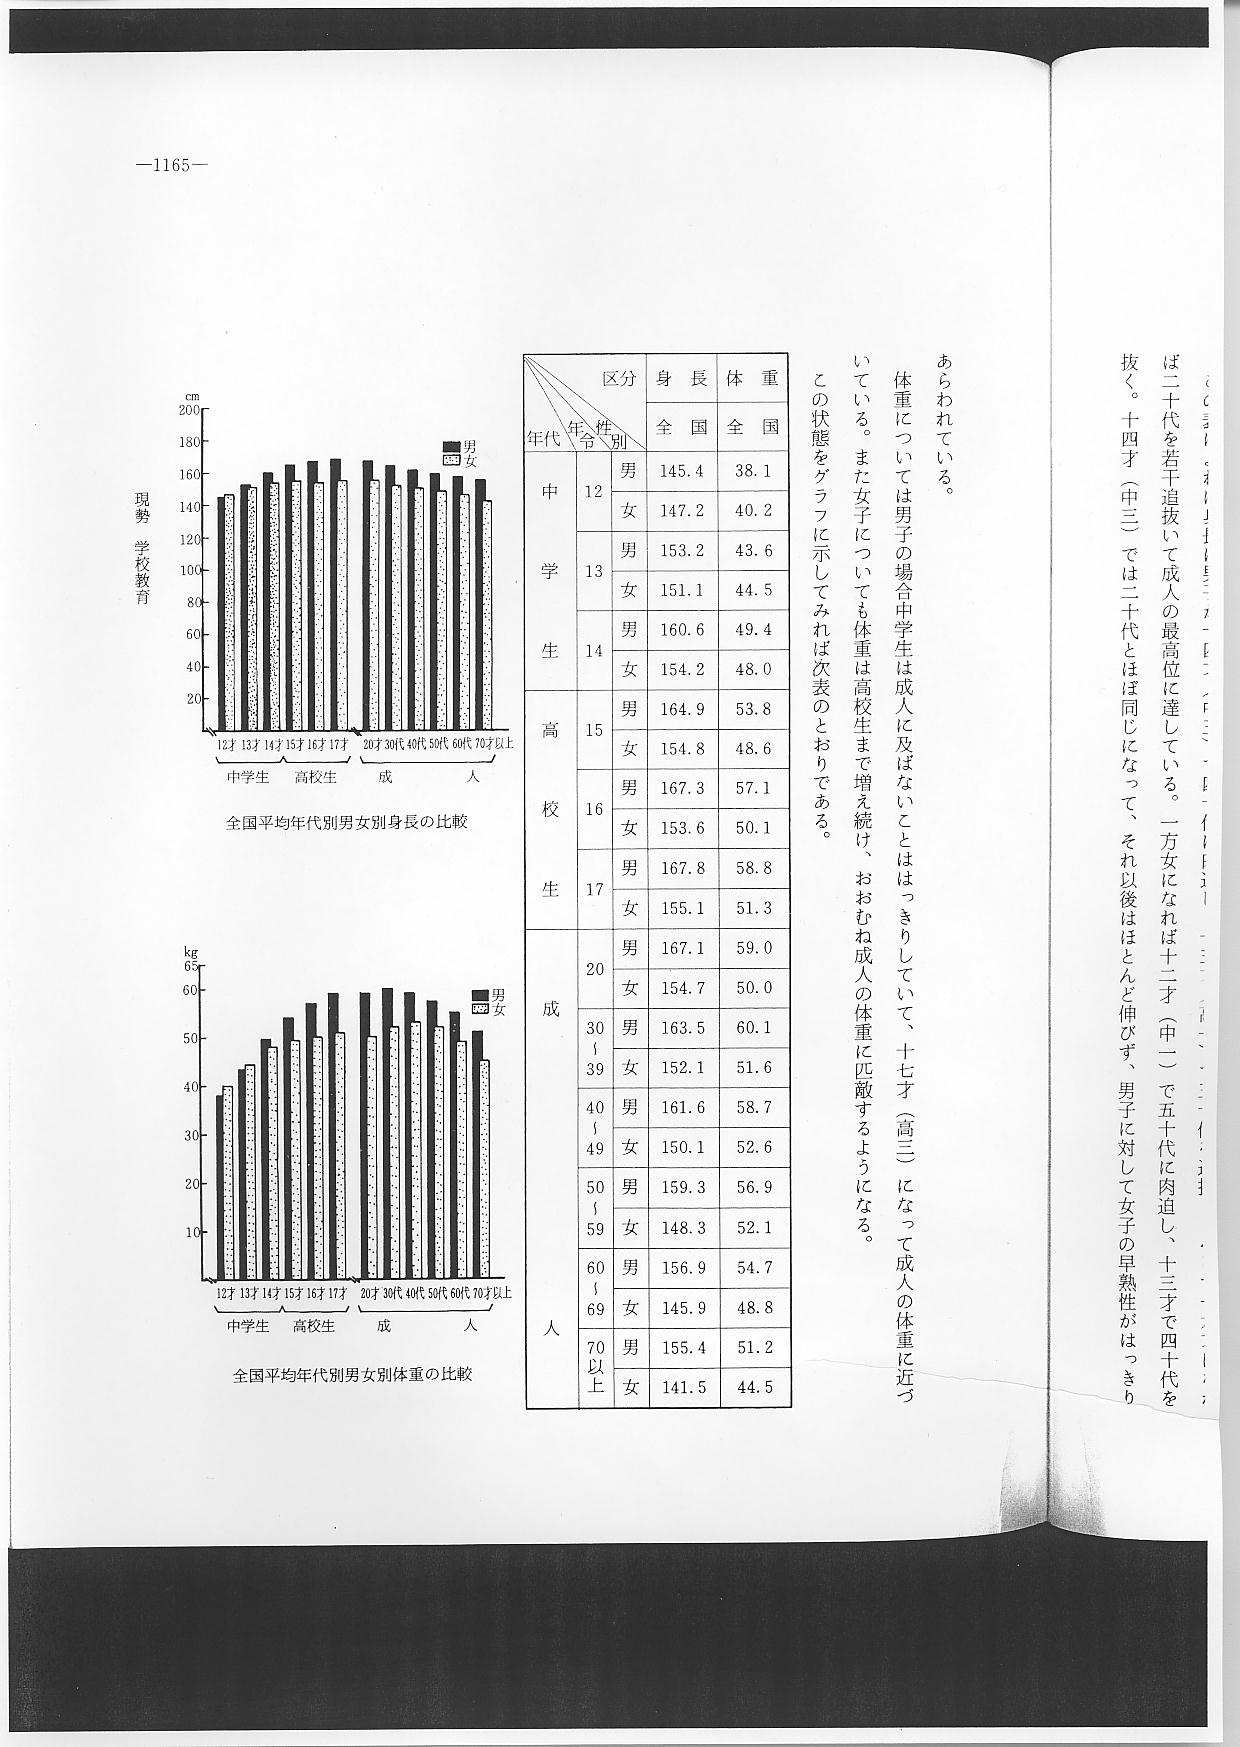 ば二十代を若干追抜いて成人の最高位に達している。一方女になれば十二才（中一）で五十代に肉迫し、十三才で四十代を
抜く。十四才（中三）では二十代とほぼ同じになって、それ以後はほとんど伸びず、男子に対して女子の早熟性がはっきり
あらわれている。
体重については男子の場合中学生は成人に及ばないことははっきりしていて、十七才（高三）になって成人の体重に近づ
いている。また女子についても体重は高校生まで増え続け、おおむね成人の体重に匹敵するようになる。
この状態をグラフに示してみれば次表のとおりである。
区分 身長 体重
年代 年令 性別 全国 全国
中学生 12 男 145.4 38.1
女 147.2 40.2
13 男 153.2 43.6
女 151.1 44.5
14 男 160.6 49.4
女 154.2 48.0
高校生 15 男 164.9 53.8
女 154.8 48.6
16 男 167.3 57.1
女 153.6 50.1
17 男 167.8 58.8
女 155.1 51.3
成人 20 男 167.1 59.0
女 154.7 50.0
30〜39 男 163.5 60.1
女 152.1 51.6
40〜49 男 161.6 58.7
女 150.1 52.6
50〜59 男 159.3 56.9
女 148.3 52.1
60〜69 男 156.9 54.7
女 145.9 48.8
70以上 男 155.4 51.2
女 141.5 44.5
cm
200
180
160
140
120
100
80
60
40
20
男
女
12才 13才 14才 15才 16才 17才 20才 30代 40代 50代 60代 70才以上
中学生 高校生 成人
全国平均年代別男女別身長の比較
kg
65
60
50
40
30
20
10
男
女
12才 13才 14才 15才 16才 17才 20才 30代 40代 50代 60代 70才以上
中学生 高校生 成人
全国平均年代別男女別体重の比較
現勢 学校教育
—1165—